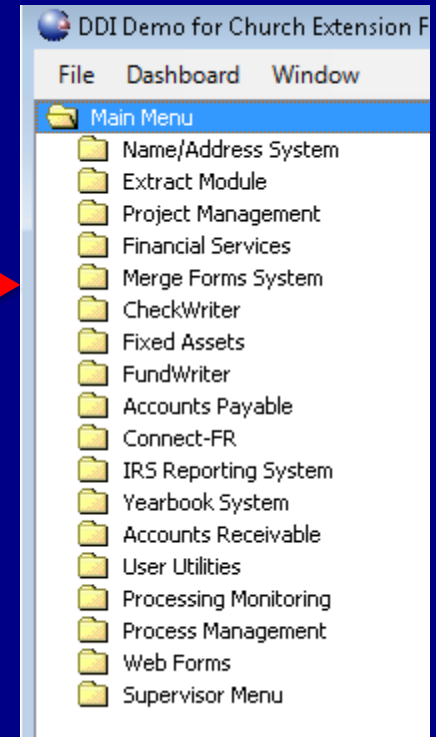 DDI Demo for Church Extension F
File Dashboard Window
Main Menu
Name/Address System
Extract Module
Project Management
Financial Services
Merge Forms System
CheckWriter
Fixed Assets
FundWriter
Accounts Payable
Connect-FR
IRS Reporting System
Yearbook System
Accounts Receivable
User Utilities
Processing Monitoring
Process Management
Web Forms
Supervisor Menu